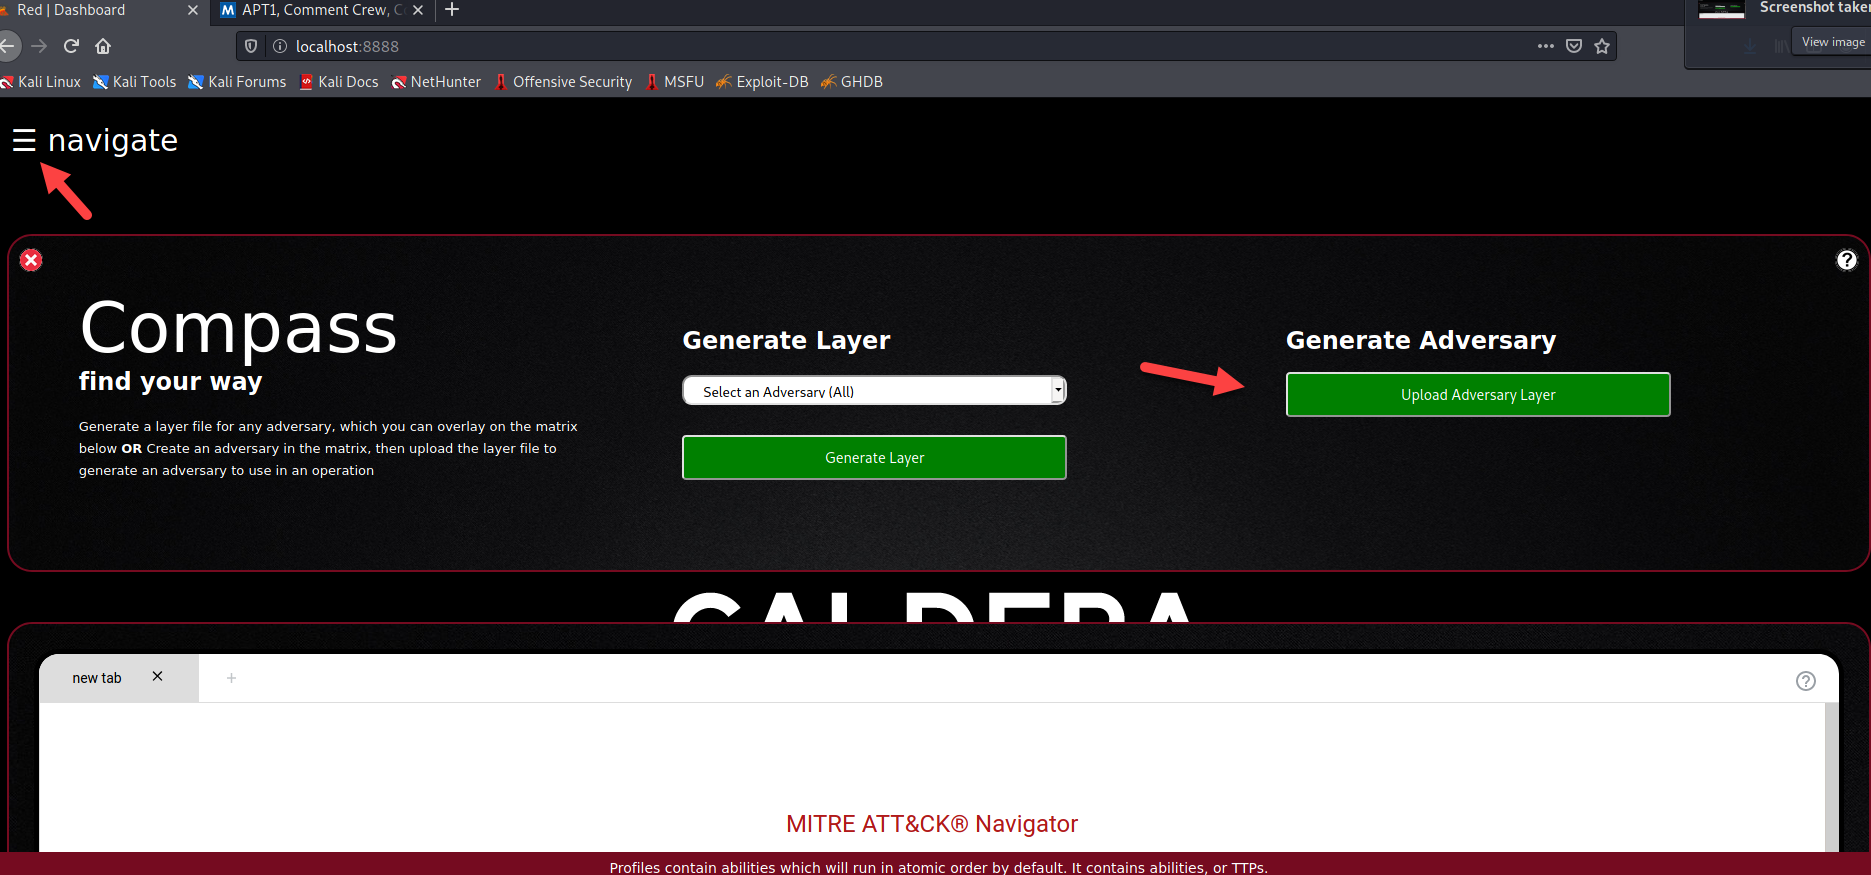 Red | Dashboard
APT1, Comment Crew, C
Screenshot taken
View image
localhost:8888
Kali Linux Kali Tools Kali Forums Kali Docs NetHunter Offensive Security MSFU Exploit-DB GHDB
navigate
Compass
find your way
Generate a layer file for any adversary, which you can overlay on the matrix
below OR Create an adversary in the matrix, then upload the layer file to
generate an adversary to use in an operation
Generate Layer
Select an Adversary (All)
Generate Layer
Generate Adversary
Upload Adversary Layer
CALDERA
new tab
MITRE ATT&CK® Navigator
Profiles contain abilities which will run in atomic order by default. It contains abilities, or TTPs.